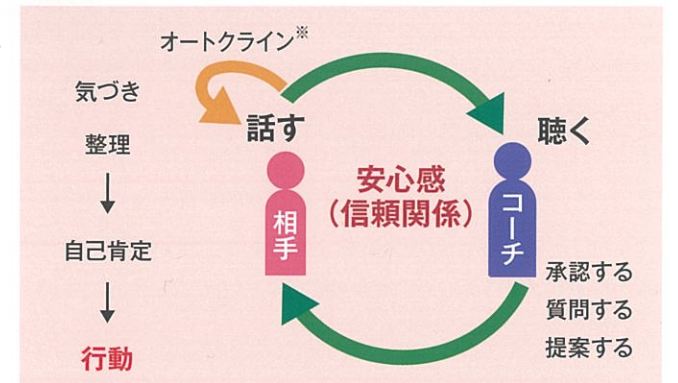 オートクライン※
気づき
整理
↓
自己肯定
↓
行動
話す
相手
安心感
（信頼関係）
聴く
コーチ
承認する
質問する
提案する